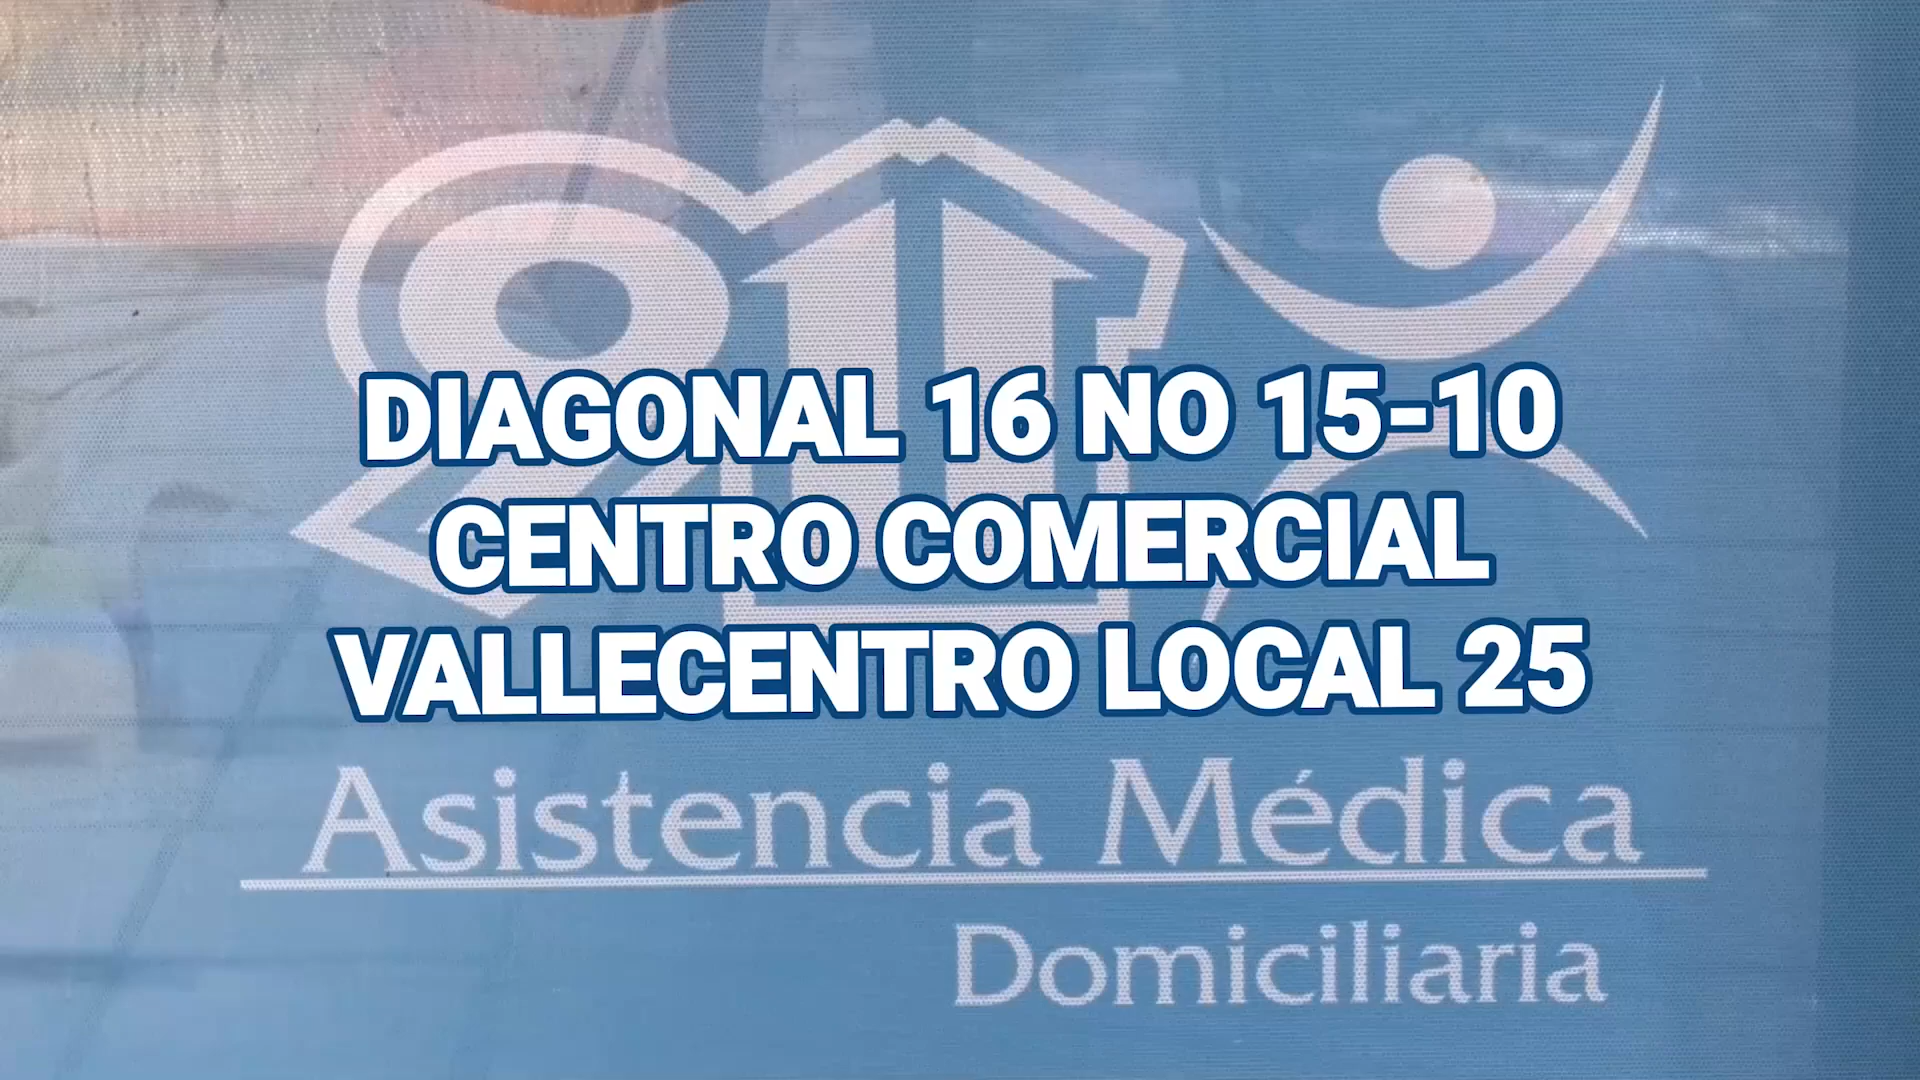 DIAGONAL 16 NO 15-10
CENTRO COMERCIAL
VALLECENTRO LOCAL 25
Asistencia Médica
Domiciliaria